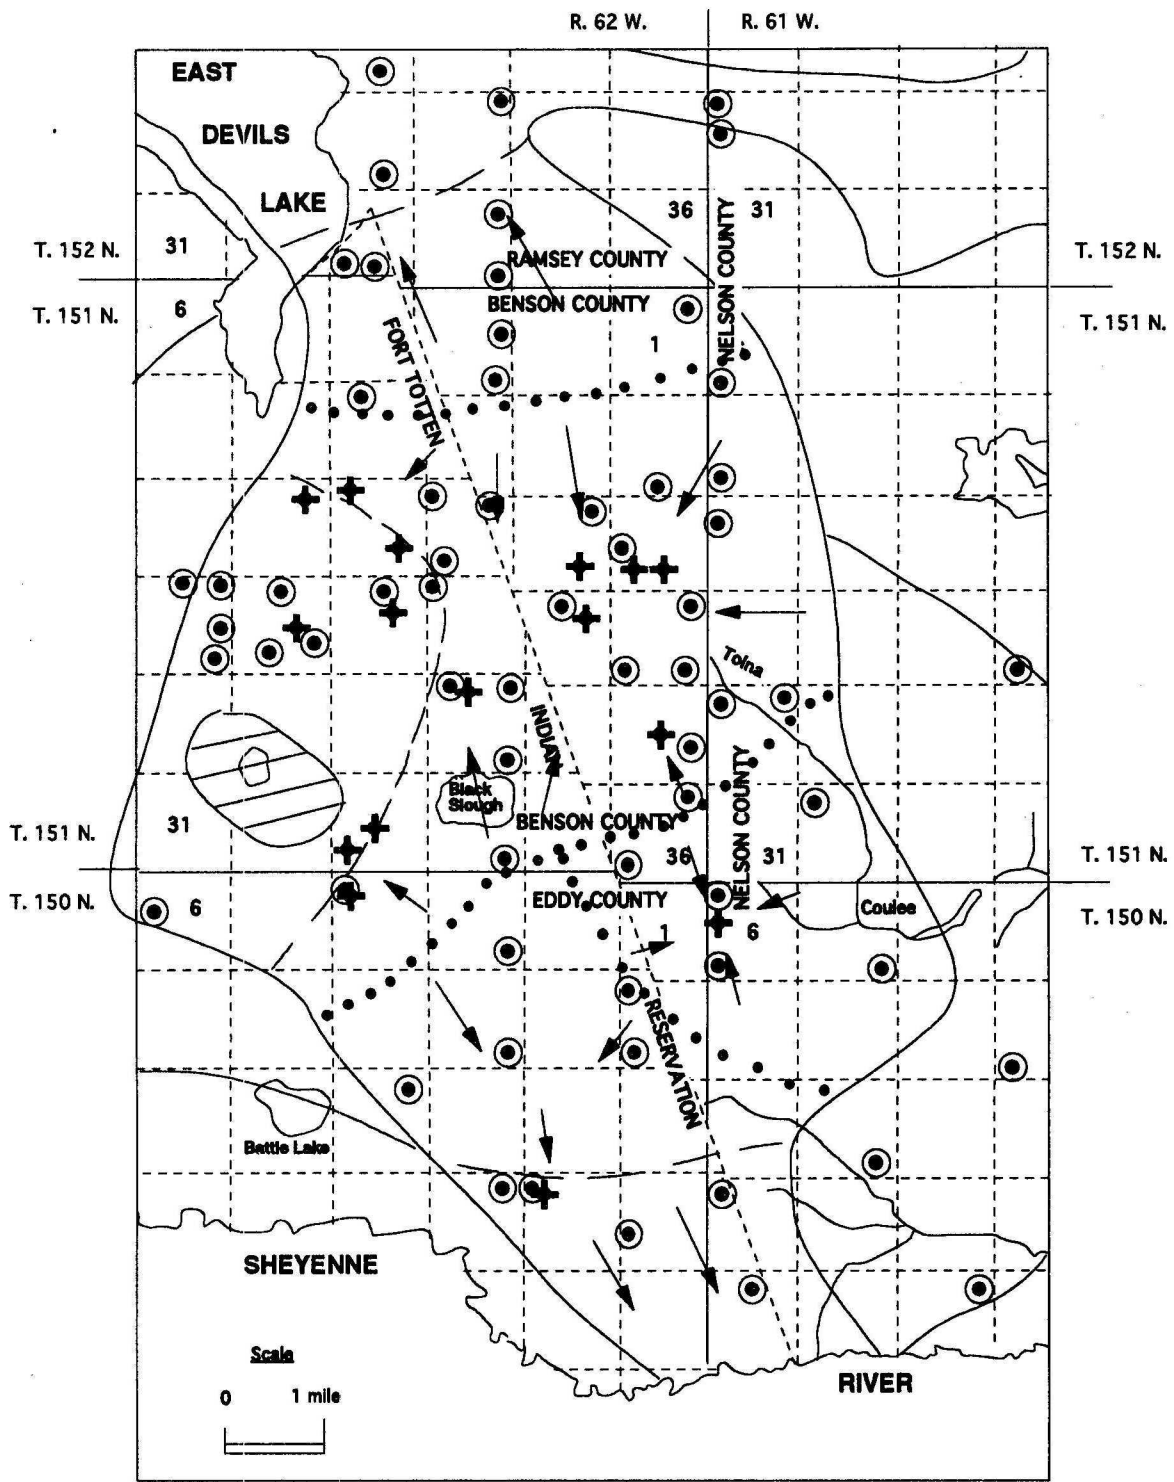 R. 62 W. R. 61 W.
EAST
DEVILS
LAKE
36 31
31
T. 152 N. T. 152 N.
RAMSEY COUNTY
NELSON COUNTY
BENSON COUNTY
6
T. 151 N. T. 151 N.
1
FORT TOTTEN
Tolna
INDIAN
NELSON COUNTY
Black
Slough
BENSON COUNTY
31
T. 151 N. T. 151 N.
36 31
EDDY COUNTY
T. 150 N. T. 150 N.
6
Coulee
1 6
RESERVATION
Battle Lake
SHEYENNE
Scale
RIVER
0 1 mile